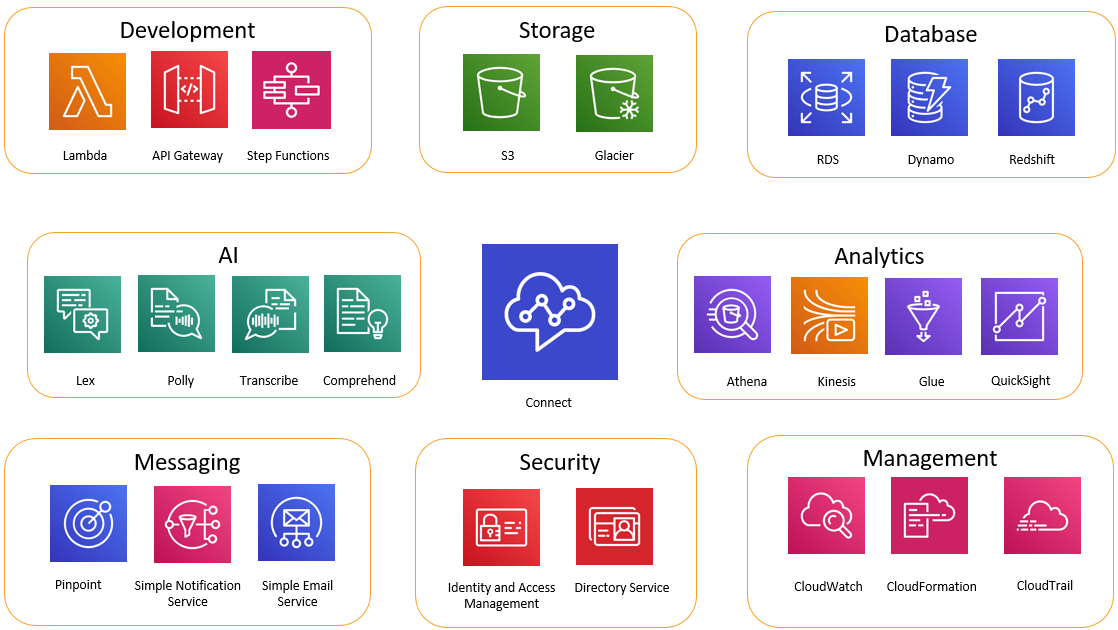 Development
Lambda
API Gateway
Step Functions
Storage
S3
Glacier
Database
RDS
Dynamo
Redshift
AI
Lex
Polly
Transcribe
Comprehend
Connect
Analytics
Athena
Kinesis
Glue
QuickSight
Messaging
Pinpoint
Simple Notification
Service
Simple Email
Service
Security
Identity and Access
Management
Directory Service
Management
CloudWatch
CloudFormation
CloudTrail